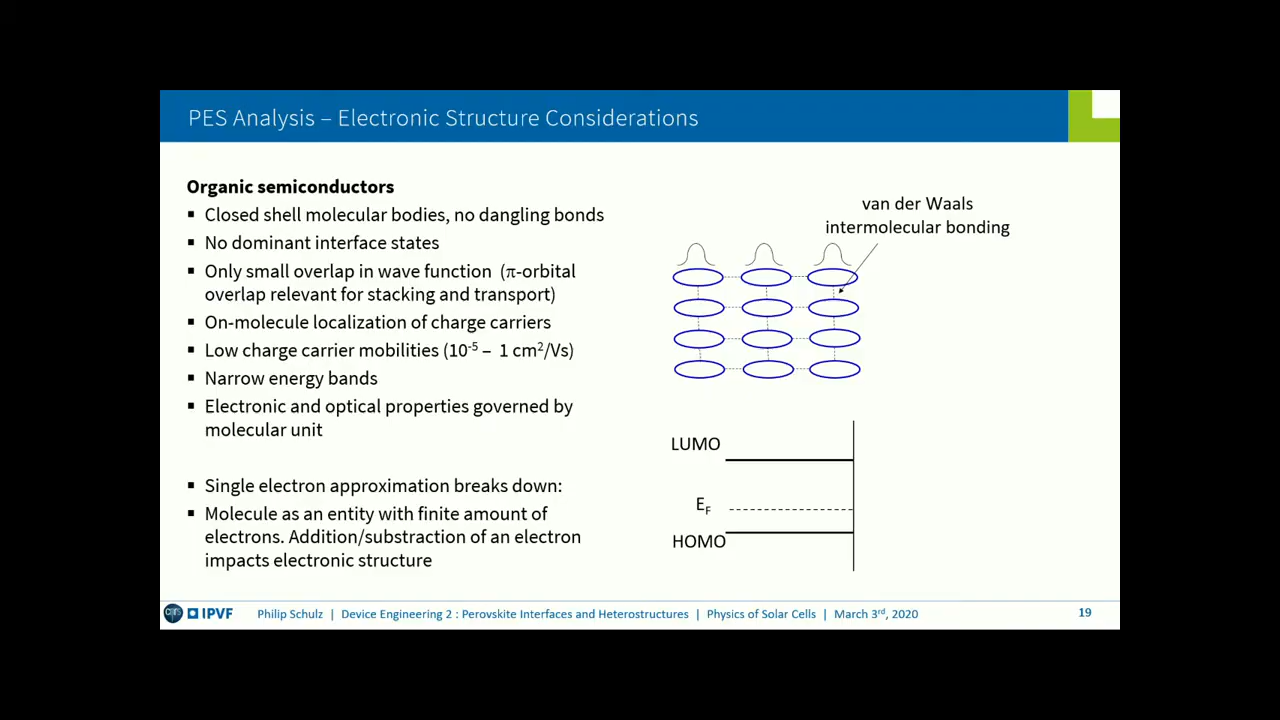 PES Analysis – Electronic Structure Considerations
Organic semiconductors
▪ Closed shell molecular bodies, no dangling bonds
▪ No dominant interface states
▪ Only small overlap in wave function (π-orbital
overlap relevant for stacking and transport)
▪ On-molecule localization of charge carriers
▪ Low charge carrier mobilities (10⁻⁵ – 1 cm²/Vs)
▪ Narrow energy bands
▪ Electronic and optical properties governed by
molecular unit
▪ Single electron approximation breaks down:
▪ Molecule as an entity with finite amount of
electrons. Addition/substraction of an electron
impacts electronic structure
van der Waals
intermolecular bonding
LUMO
E_F
HOMO
cnrs IPVF Philip Schulz | Device Engineering 2 : Perovskite Interfaces and Heterostructures | Physics of Solar Cells | March 3rd, 2020 19